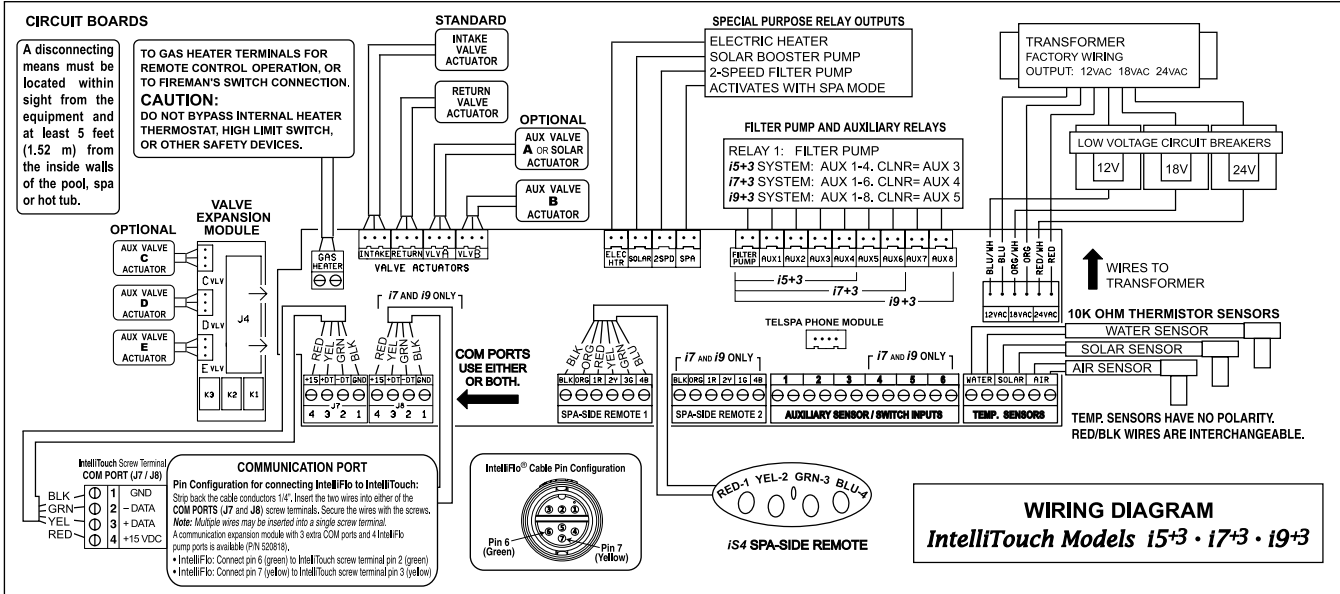 CIRCUIT BOARDS
A disconnecting
means must be
located within
sight from the
equipment and
at least 5 feet
(1.52 m) from
the inside walls
of the pool, spa
or hot tub.
TO GAS HEATER TERMINALS FOR
REMOTE CONTROL OPERATION, OR
TO FIREMAN'S SWITCH CONNECTION.
CAUTION:
DO NOT BYPASS INTERNAL HEATER
THERMOSTAT, HIGH LIMIT SWITCH,
OR OTHER SAFETY DEVICES.
STANDARD
INTAKE
VALVE
ACTUATOR
RETURN
VALVE
ACTUATOR
OPTIONAL
AUX VALVE
A OR SOLAR
ACTUATOR
AUX VALVE
B
ACTUATOR
SPECIAL PURPOSE RELAY OUTPUTS
ELECTRIC HEATER
SOLAR BOOSTER PUMP
2-SPEED FILTER PUMP
ACTIVATES WITH SPA MODE
FILTER PUMP AND AUXILIARY RELAYS
RELAY 1: FILTER PUMP
i5+3 SYSTEM: AUX 1-4. CLNR= AUX 3
i7+3 SYSTEM: AUX 1-6. CLNR= AUX 4
i9+3 SYSTEM: AUX 1-8. CLNR= AUX 5
TRANSFORMER
FACTORY WIRING
OUTPUT: 12VAC 18VAC 24VAC
LOW VOLTAGE CIRCUIT BREAKERS
12V 18V 24V
BLU/WH BLU ORG/WH ORG RED/WH RED
12VAC 18VAC 24VAC
WIRES TO
TRANSFORMER
VALVE
EXPANSION
MODULE
OPTIONAL
AUX VALVE
C
ACTUATOR
AUX VALVE
D
ACTUATOR
AUX VALVE
E
ACTUATOR
C VLV
D VLV
E VLV
J4
K3 K2 K1
GAS
HEATER
INTAKE RETURN VLV A VLV B
VALVE ACTUATORS
ELEC
HTR SOLAR 2SPD SPA
FILTER
PUMP AUX1 AUX2 AUX3 AUX4 AUX5 AUX6 AUX7 AUX8
i5+3
i7+3
i9+3
TELSPA PHONE MODULE
i7 AND i9 ONLY
RED YEL GRN BLK
RED YEL GRN BLK
+15 +DT -DT GND
J7
4 3 2 1
+15 +DT -DT GND
J8
4 3 2 1
COM PORTS
USE EITHER
OR BOTH.
BLK ORG RED YEL GRN BLU
BLK ORG 1R 2Y 3G 4B
SPA-SIDE REMOTE 1
i7 AND i9 ONLY
BLK ORG 1R 2Y 1G 4B
SPA-SIDE REMOTE 2
i7 AND i9 ONLY
1 2 3 4 5 6
AUXILIARY SENSOR / SWITCH INPUTS
WATER SOLAR AIR
TEMP. SENSORS
10K OHM THERMISTOR SENSORS
WATER SENSOR
SOLAR SENSOR
AIR SENSOR
TEMP. SENSORS HAVE NO POLARITY.
RED/BLK WIRES ARE INTERCHANGEABLE.
IntelliTouch Screw Terminal
COM PORT (J7 / J8)
BLK 1 GND
GRN 2 – DATA
YEL 3 + DATA
RED 4 +15 VDC
COMMUNICATION PORT
Pin Configuration for connecting IntelliFlo to IntelliTouch:
Strip back the cable conductors 1/4". Insert the two wires into either of the
COM PORTS (J7 and J8) screw terminals. Secure the wires with the screws.
Note: Multiple wires may be inserted into a single screw terminal.
A communication expansion module with 3 extra COM ports and 4 IntelliFlo
pump ports is available (P/N 520818).
• IntelliFlo: Connect pin 6 (green) to IntelliTouch screw terminal pin 2 (green)
• IntelliFlo: Connect pin 7 (yellow) to IntelliTouch screw terminal pin 3 (yellow)
IntelliFlo® Cable Pin Configuration
3 2 1
6 5 4
7
Pin 6
(Green)
Pin 7
(Yellow)
RED-1 YEL-2 GRN-3 BLU-4
iS4 SPA-SIDE REMOTE
WIRING DIAGRAM
IntelliTouch Models i5+3 · i7+3 · i9+3